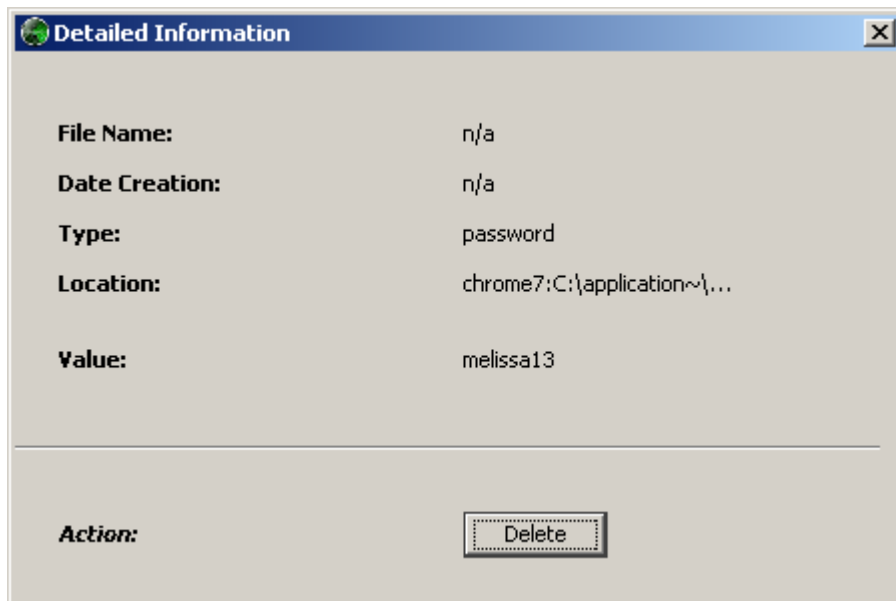 Detailed Information
File Name: n/a
Date Creation: n/a
Type: password
Location: chrome7:C:\application~\...
Value: melissa13
Action: Delete